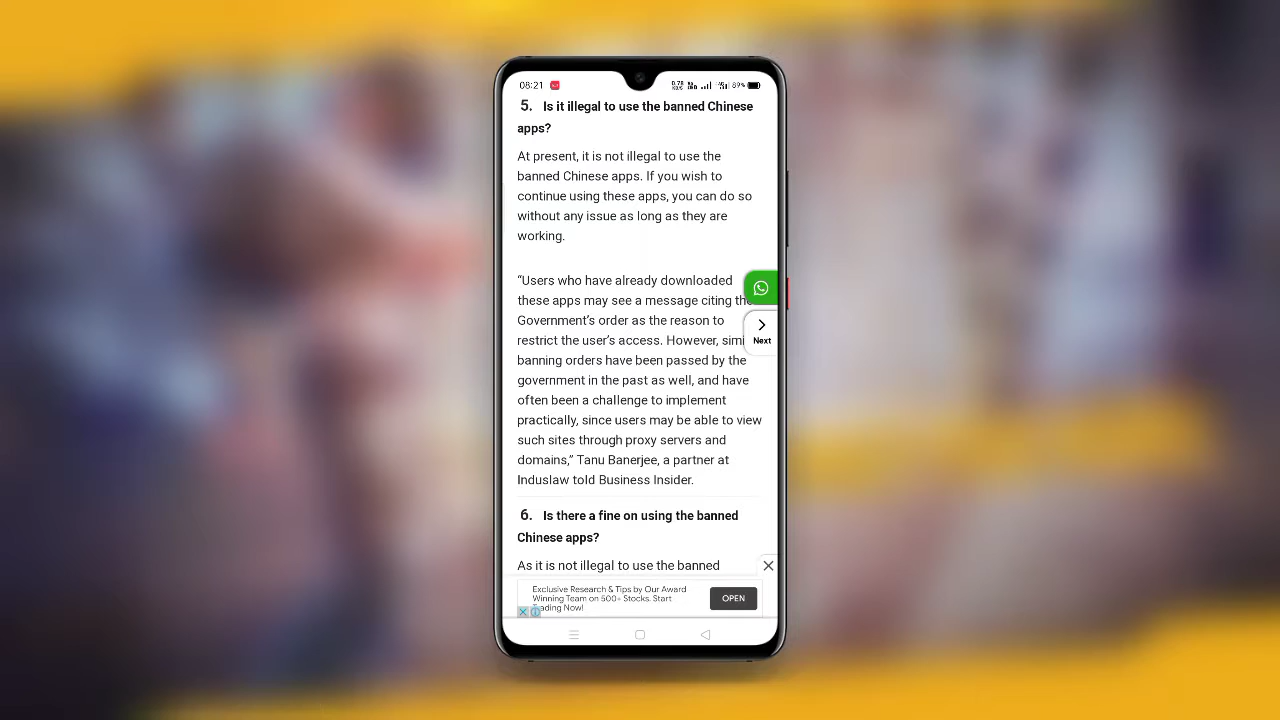 08:21
0.78
KB/S
89%
5. Is it illegal to use the banned Chinese
apps?
At present, it is not illegal to use the
banned Chinese apps. If you wish to
continue using these apps, you can do so
without any issue as long as they are
working.
“Users who have already downloaded
these apps may see a message citing the
Government’s order as the reason to
restrict the user’s access. However, simi
banning orders have been passed by the
government in the past as well, and have
often been a challenge to implement
practically, since users may be able to view
such sites through proxy servers and
domains,” Tanu Banerjee, a partner at
Induslaw told Business Insider.
Next
6. Is there a fine on using the banned
Chinese apps?
As it is not illegal to use the banned
Exclusive Research & Tips by Our Award
Winning Team on 500+ Stocks. Start
Trading Now!
OPEN